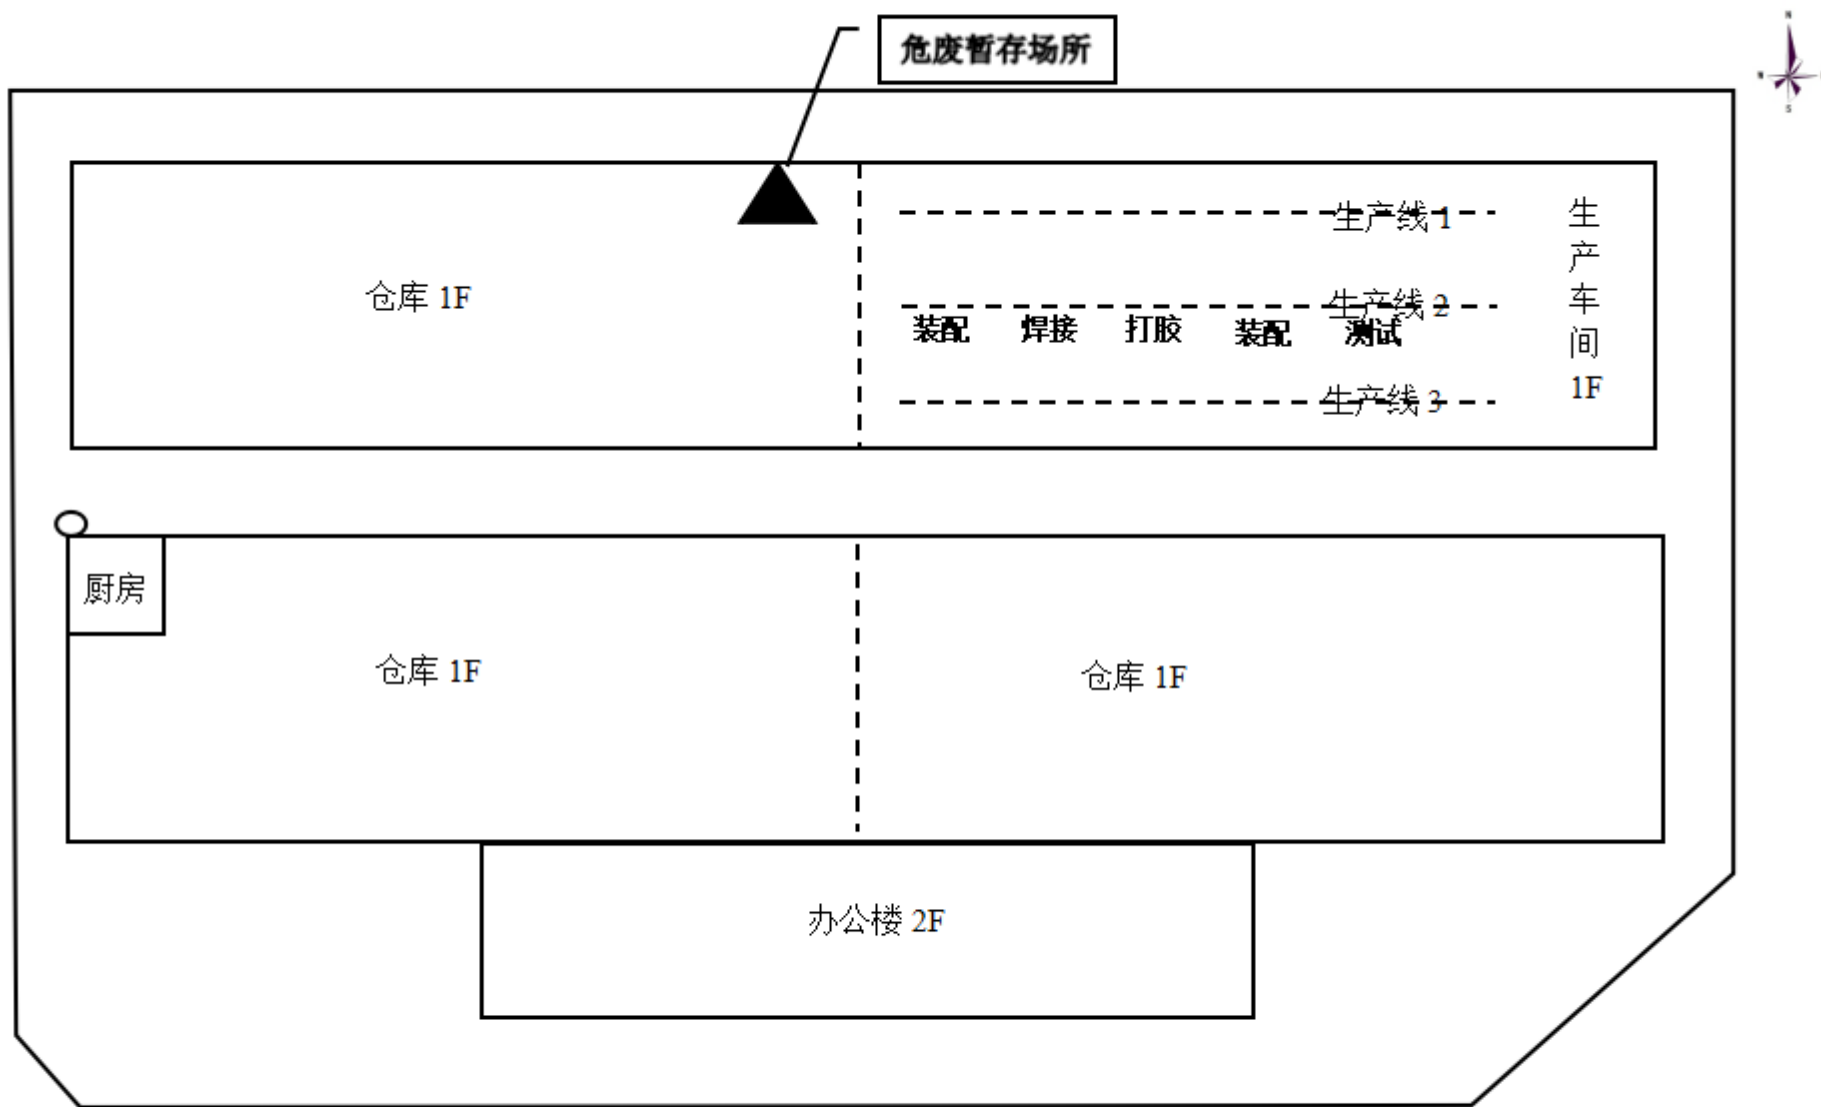 危废暂存场所
N
生产线 1
生产车间 1F
仓库 1F
生产线 2
装配 焊接 打胶 装配 测试
生产线 3
厨房
仓库 1F
仓库 1F
办公楼 2F
S